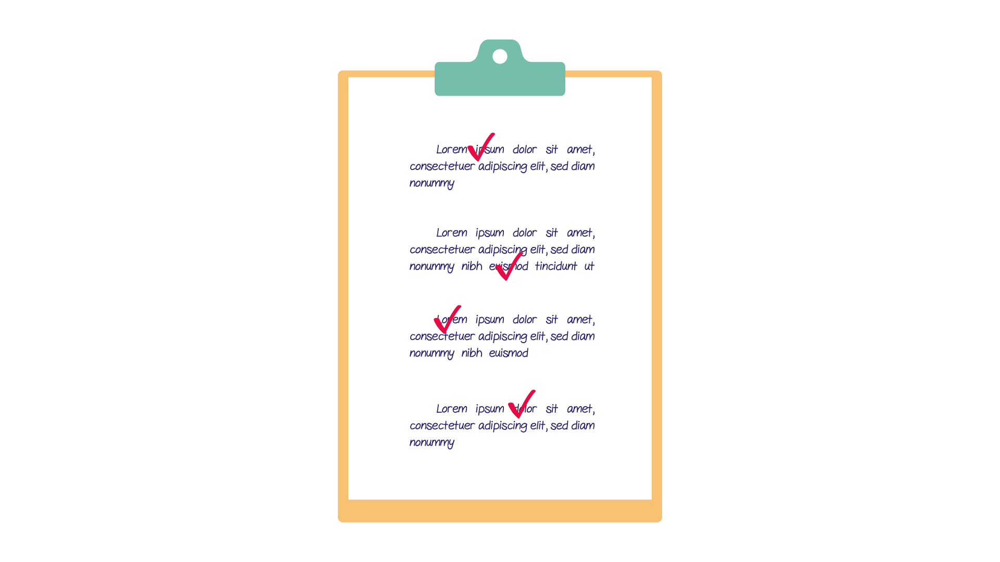 Lorem ipsum dolor sit amet,
consectetuer adipiscing elit, sed diam
nonummy
Lorem ipsum dolor sit amet,
consectetuer adipiscing elit, sed diam
nonummy nibh euismod tincidunt ut
Lorem ipsum dolor sit amet,
consectetuer adipiscing elit, sed diam
nonummy nibh euismod
Lorem ipsum dolor sit amet,
consectetuer adipiscing elit, sed diam
nonummy